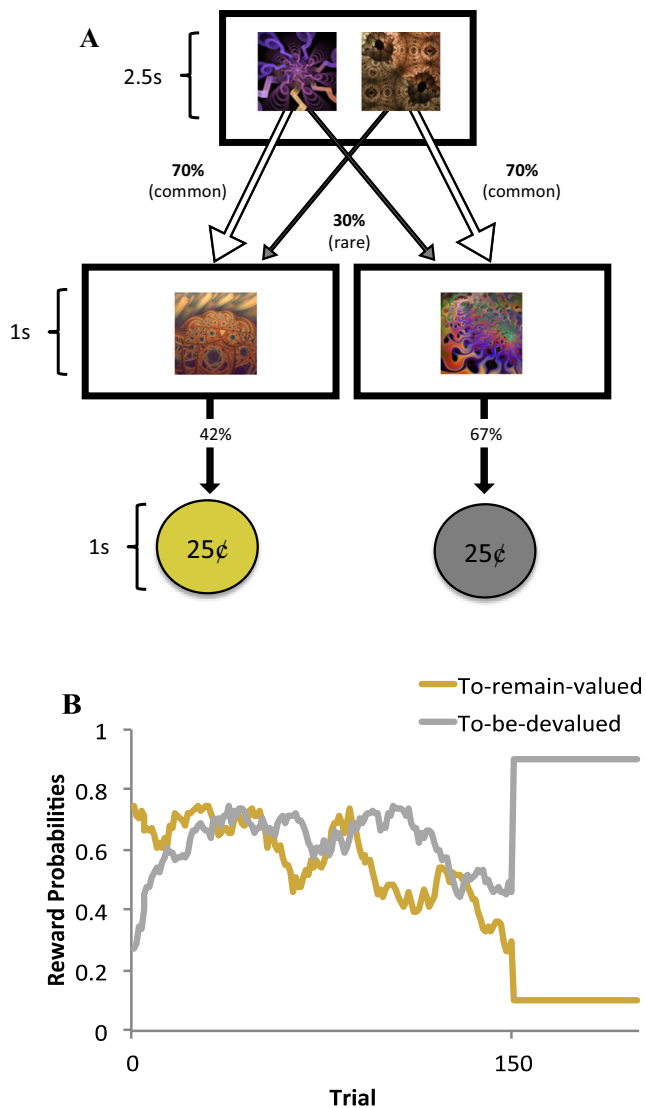 A
2.5s
70%
(common)
70%
(common)
30%
(rare)
1s
42%
67%
1s
25¢
25¢
B
To-remain-valued
To-be-devalued
Reward Probabilities
1
0.8
0.6
0.4
0.2
0
0
150
Trial